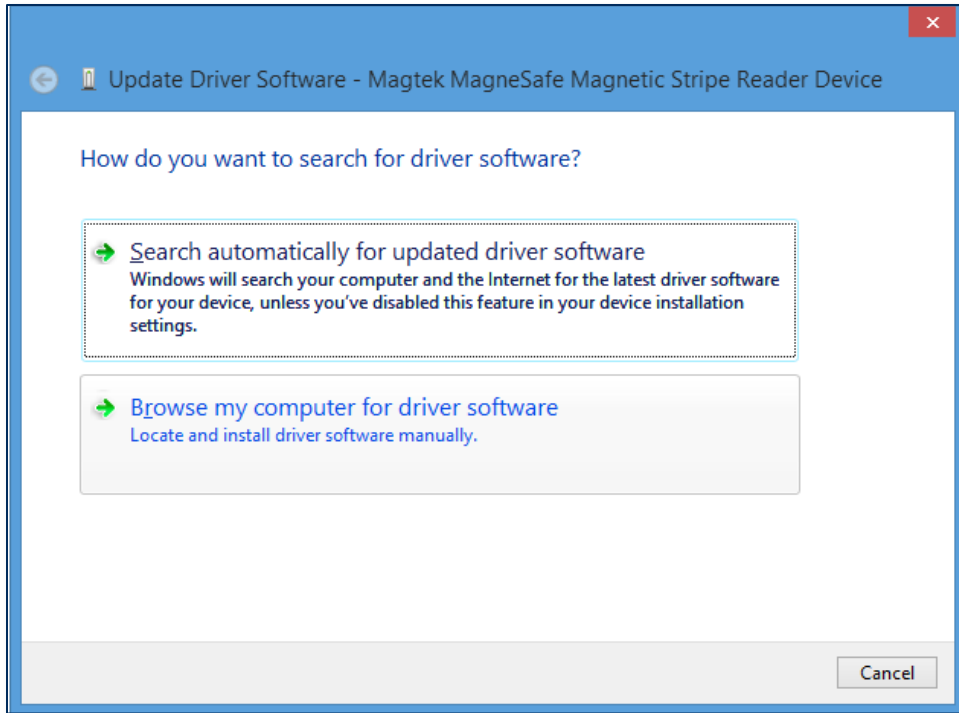 Update Driver Software - Magtek MagneSafe Magnetic Stripe Reader Device
How do you want to search for driver software?
Search automatically for updated driver software
Windows will search your computer and the Internet for the latest driver software
for your device, unless you've disabled this feature in your device installation
settings.
Browse my computer for driver software
Locate and install driver software manually.
Cancel